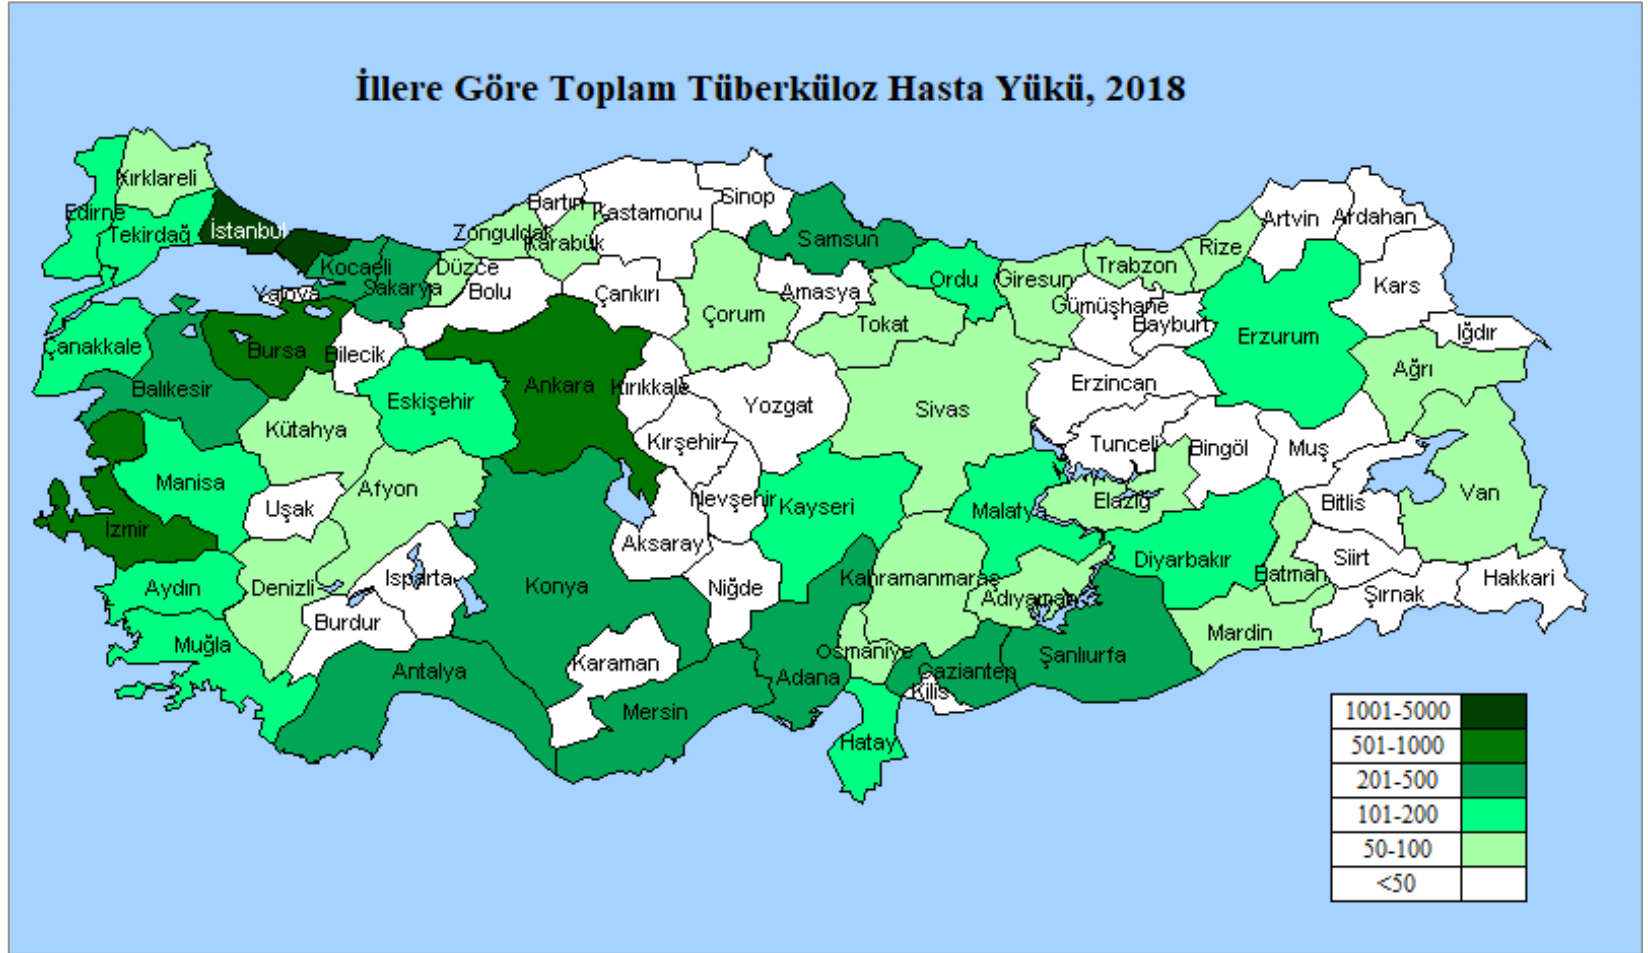 İllere Göre Toplam Tüberküloz Hasta Yükü, 2018
Kırklareli
Edirne
Tekirdağ
İstanbul
Kocaeli
Sakarya
Yalova
Zonguldak
Bartın
Karabük
Kastamonu
Sinop
Samsun
Düzce
Bolu
Çankırı
Çorum
Amasya
Tokat
Ordu
Giresun
Trabzon
Rize
Artvin
Ardahan
Gümüşhane
Bayburt
Kars
Iğdır
Çanakkale
Balıkesir
Bursa
Bilecik
Eskişehir
Ankara
Kırıkkale
Yozgat
Sivas
Erzincan
Erzurum
Ağrı
Kütahya
Kırşehir
Tunceli
Bingöl
Muş
Manisa
Uşak
Afyon
Nevşehir
Kayseri
Malaty
Elazığ
Bitlis
Van
İzmir
Aksaray
Diyarbakır
Siirt
Batman
Aydın
Denizli
Isparta
Konya
Niğde
Kahramanmaraş
Adıyaman
Şırnak
Hakkari
Muğla
Burdur
Antalya
Karaman
Mersin
Adana
Osmaniye
Gaziantep
Kilis
Şanlıurfa
Mardin
Hatay
1001-5000
501-1000
201-500
101-200
50-100
<50